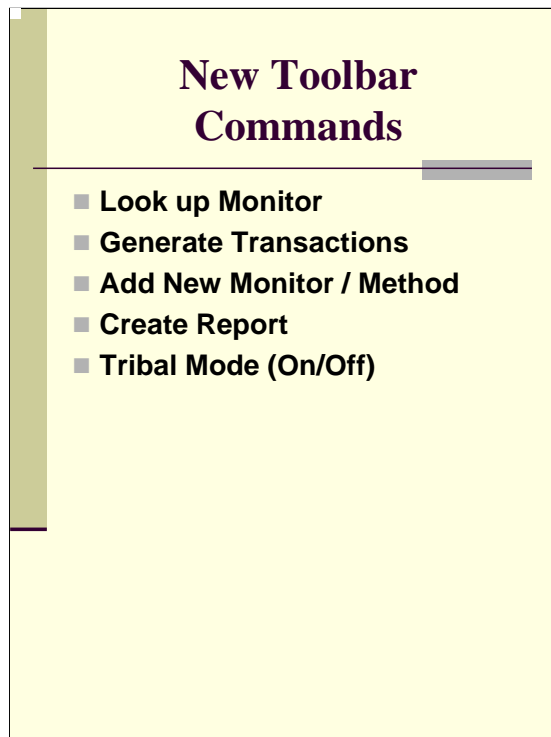 New Toolbar
Commands
Look up Monitor
Generate Transactions
Add New Monitor / Method
Create Report
Tribal Mode (On/Off)